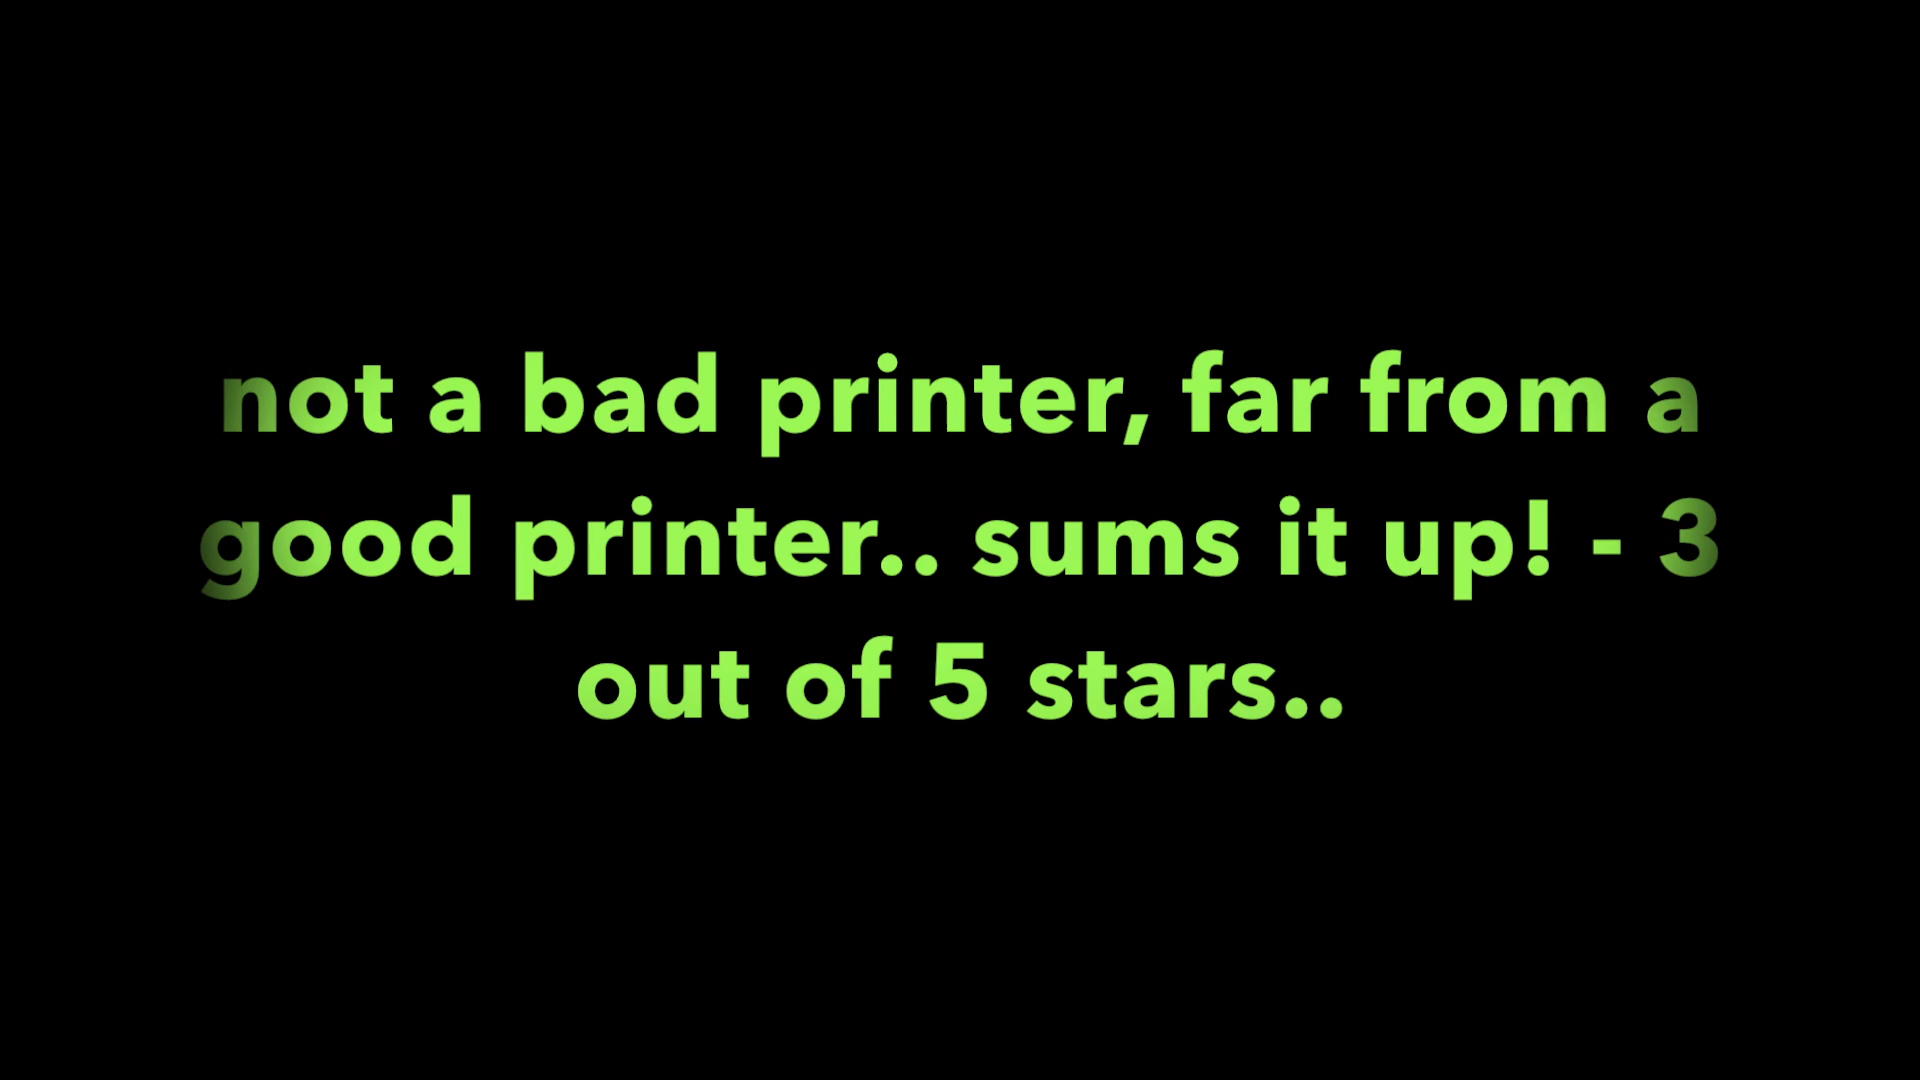 not a bad printer, far from a
good printer.. sums it up! - 3
out of 5 stars..